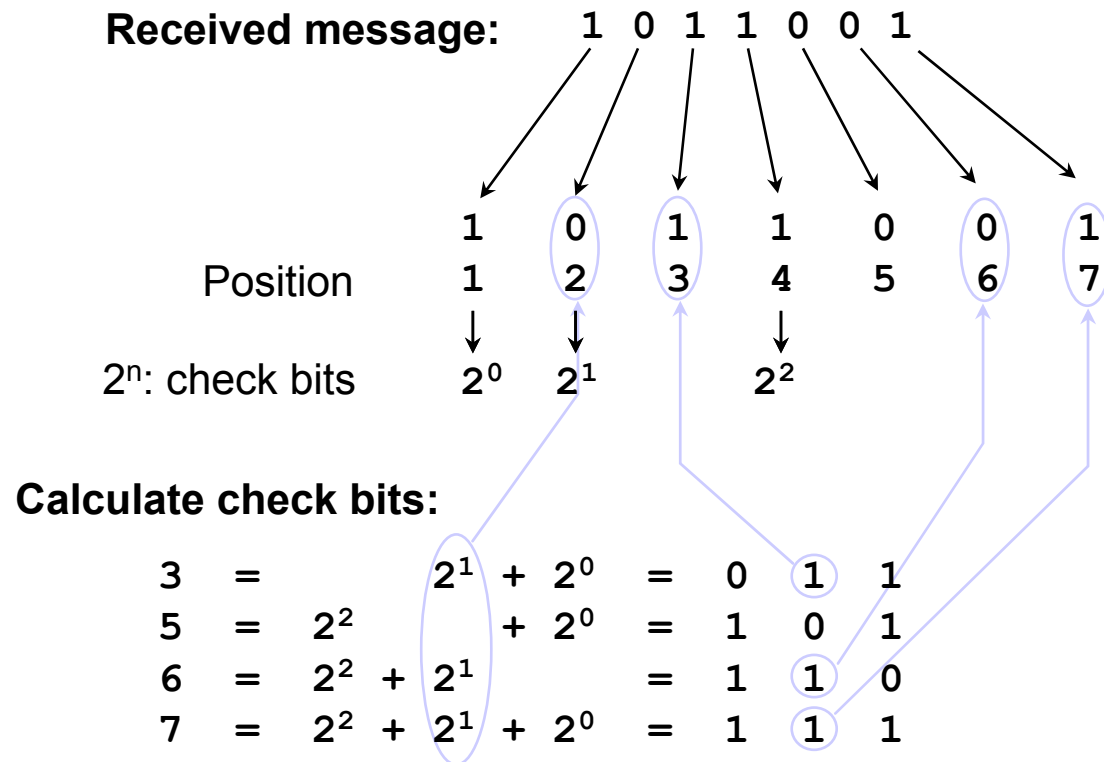 Received message: 1 0 1 1 0 0 1
1 0 1 1 0 0 1
Position 1 2 3 4 5 6 7
2ⁿ: check bits 2⁰ 2¹ 2²
Calculate check bits:
3 = 2¹ + 2⁰ = 0 1 1
5 = 2² + 2⁰ = 1 0 1
6 = 2² + 2¹ = 1 1 0
7 = 2² + 2¹ + 2⁰ = 1 1 1